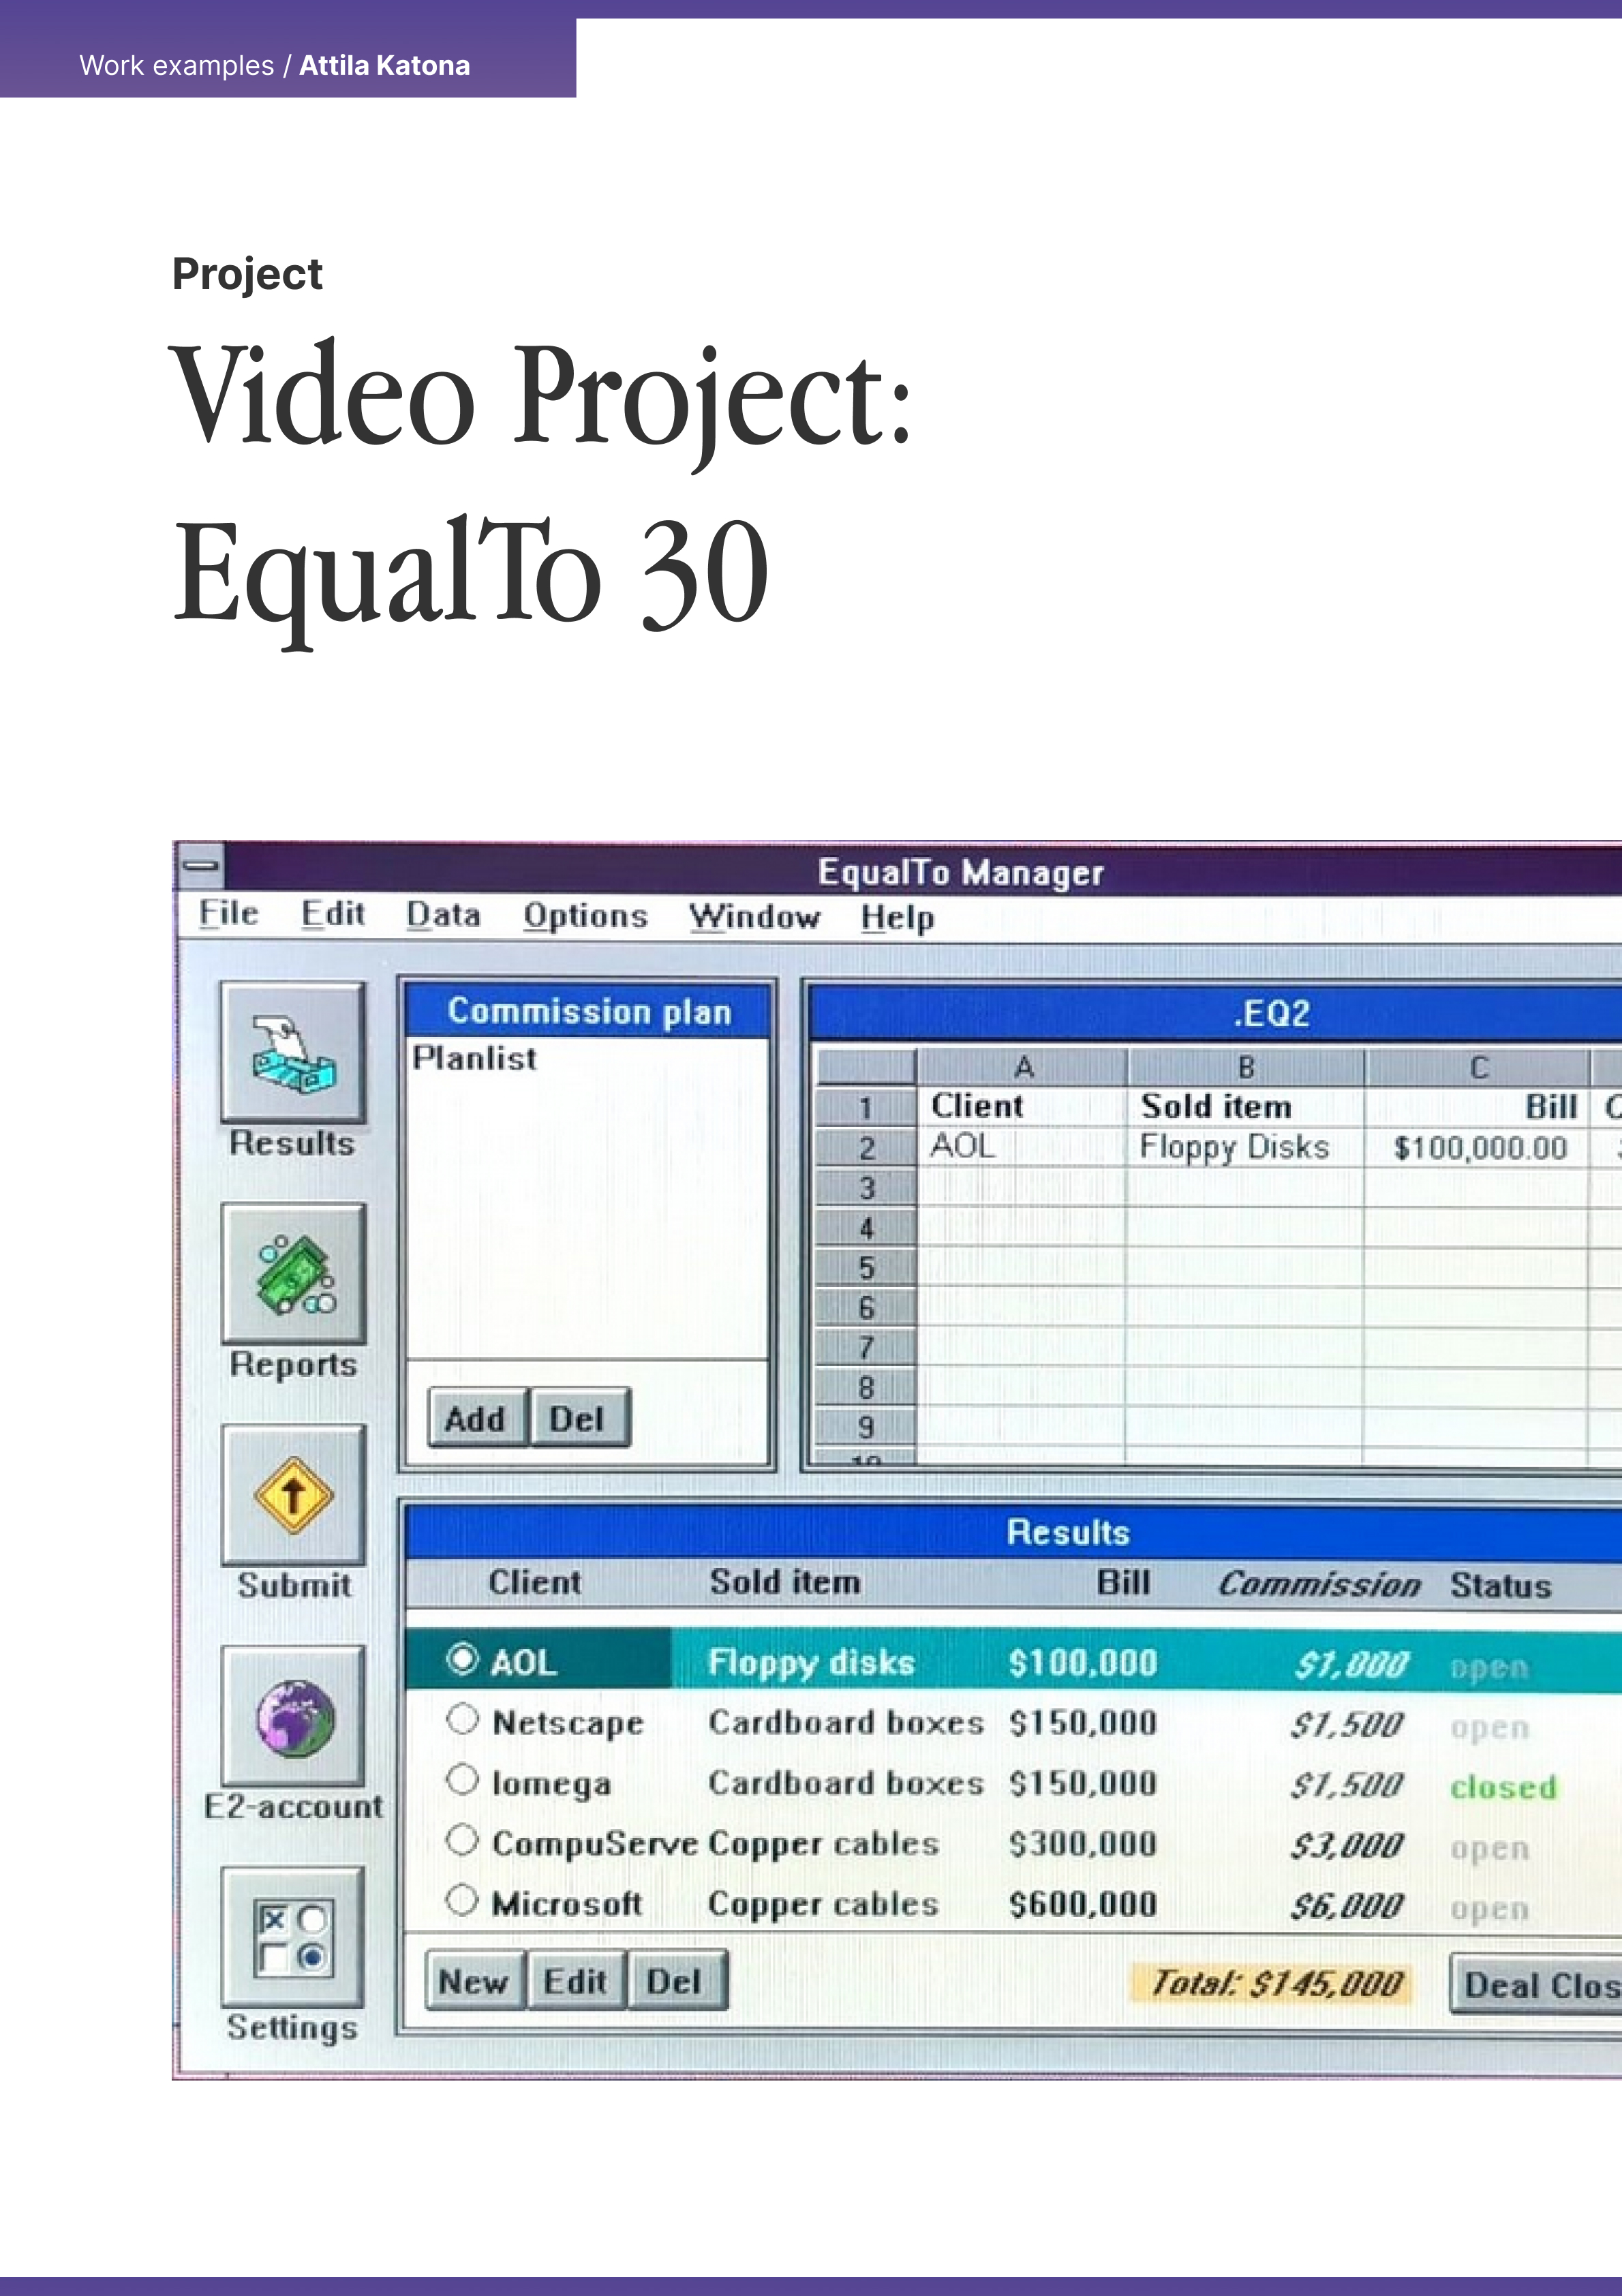 Work examples / Attila Katona
Project
Video Project:
EqualTo 30
EqualTo Manager
File Edit Data Options Window Help
Results
Reports
Submit
E2-account
Settings
Commission plan
Planlist
Add Del
.EQ2
A B C
1 Client Sold item Bill
2 AOL Floppy Disks $100,000.00
3
4
5
6
7
8
9
10
Results
Client Sold item Bill Commission Status
AOL Floppy disks $100,000 $1,000 open
Netscape Cardboard boxes $150,000 $1,500 open
Iomega Cardboard boxes $150,000 $1,500 closed
CompuServe Copper cables $300,000 $3,000 open
Microsoft Copper cables $600,000 $6,000 open
New Edit Del Total: $145,000 Deal Clos